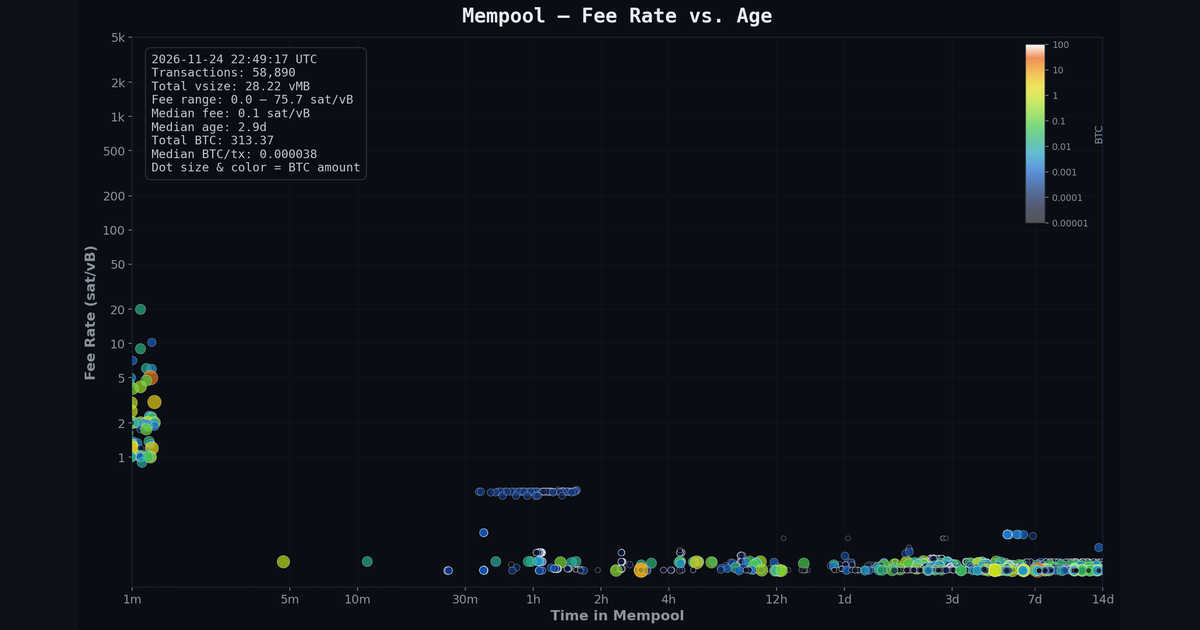 Mempool — Fee Rate vs. Age
2026-11-24 22:49:17 UTC
Transactions: 58,890
Total vsize: 28.22 vMB
Fee range: 0.0 — 75.7 sat/vB
Median fee: 0.1 sat/vB
Median age: 2.9d
Total BTC: 313.37
Median BTC/tx: 0.000038
Dot size & color = BTC amount
5k
2k
1k
500
200
100
50
20
10
5
2
1
Fee Rate (sat/vB)
100
10
1
0.1
0.01
0.001
0.0001
0.00001
BTC
1m
5m
10m
30m
1h
2h
4h
12h
1d
3d
7d
14d
Time in Mempool